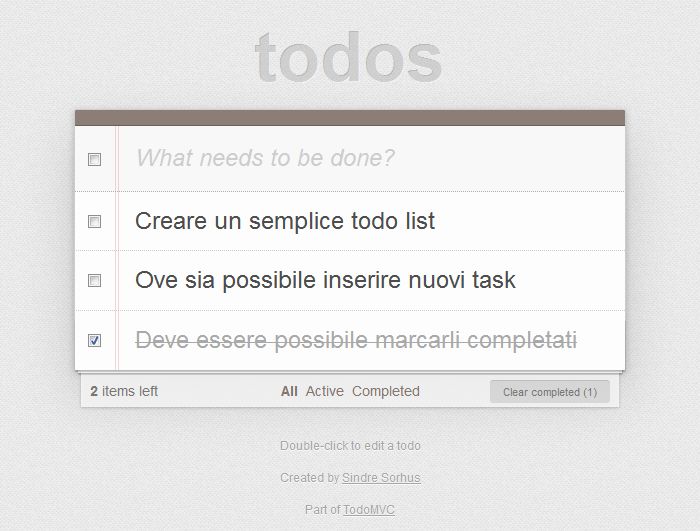 todos
What needs to be done?
Creare un semplice todo list
Ove sia possibile inserire nuovi task
Deve essere possibile marcarli completati
2 items left All Active Completed Clear completed (1)
Double-click to edit a todo
Created by Sindre Sorhus
Part of TodoMVC